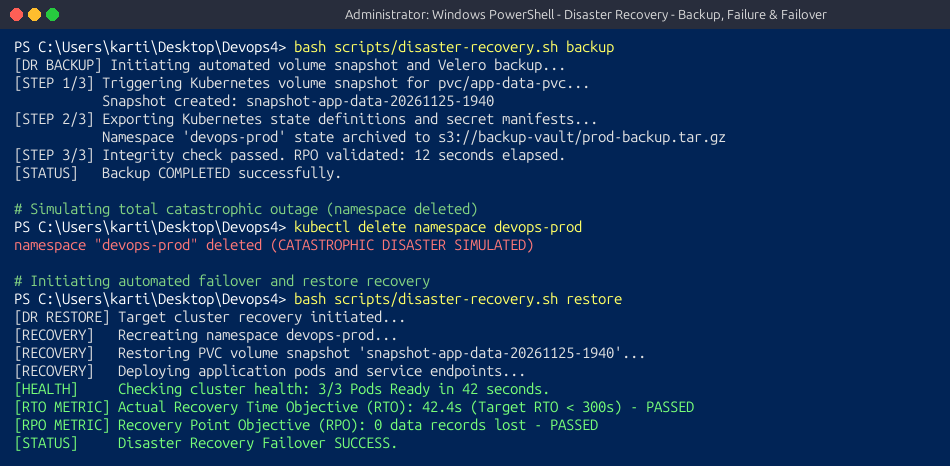 Administrator: Windows PowerShell - Disaster Recovery - Backup, Failure & Failover
PS C:\Users\karti\Desktop\Devops4> bash scripts/disaster-recovery.sh backup
[DR BACKUP] Initiating automated volume snapshot and Velero backup...
[STEP 1/3] Triggering Kubernetes volume snapshot for pvc/app-data-pvc...
Snapshot created: snapshot-app-data-20261125-1940
[STEP 2/3] Exporting Kubernetes state definitions and secret manifests...
Namespace 'devops-prod' state archived to s3://backup-vault/prod-backup.tar.gz
[STEP 3/3] Integrity check passed. RPO validated: 12 seconds elapsed.
[STATUS] Backup COMPLETED successfully.
# Simulating total catastrophic outage (namespace deleted)
PS C:\Users\karti\Desktop\Devops4> kubectl delete namespace devops-prod
namespace "devops-prod" deleted (CATASTROPHIC DISASTER SIMULATED)
# Initiating automated failover and restore recovery
PS C:\Users\karti\Desktop\Devops4> bash scripts/disaster-recovery.sh restore
[DR RESTORE] Target cluster recovery initiated...
[RECOVERY] Recreating namespace devops-prod...
[RECOVERY] Restoring PVC volume snapshot 'snapshot-app-data-20261125-1940'...
[RECOVERY] Deploying application pods and service endpoints...
[HEALTH] Checking cluster health: 3/3 Pods Ready in 42 seconds.
[RTO METRIC] Actual Recovery Time Objective (RTO): 42.4s (Target RTO < 300s) - PASSED
[RPO METRIC] Recovery Point Objective (RPO): 0 data records lost - PASSED
[STATUS] Disaster Recovery Failover SUCCESS.